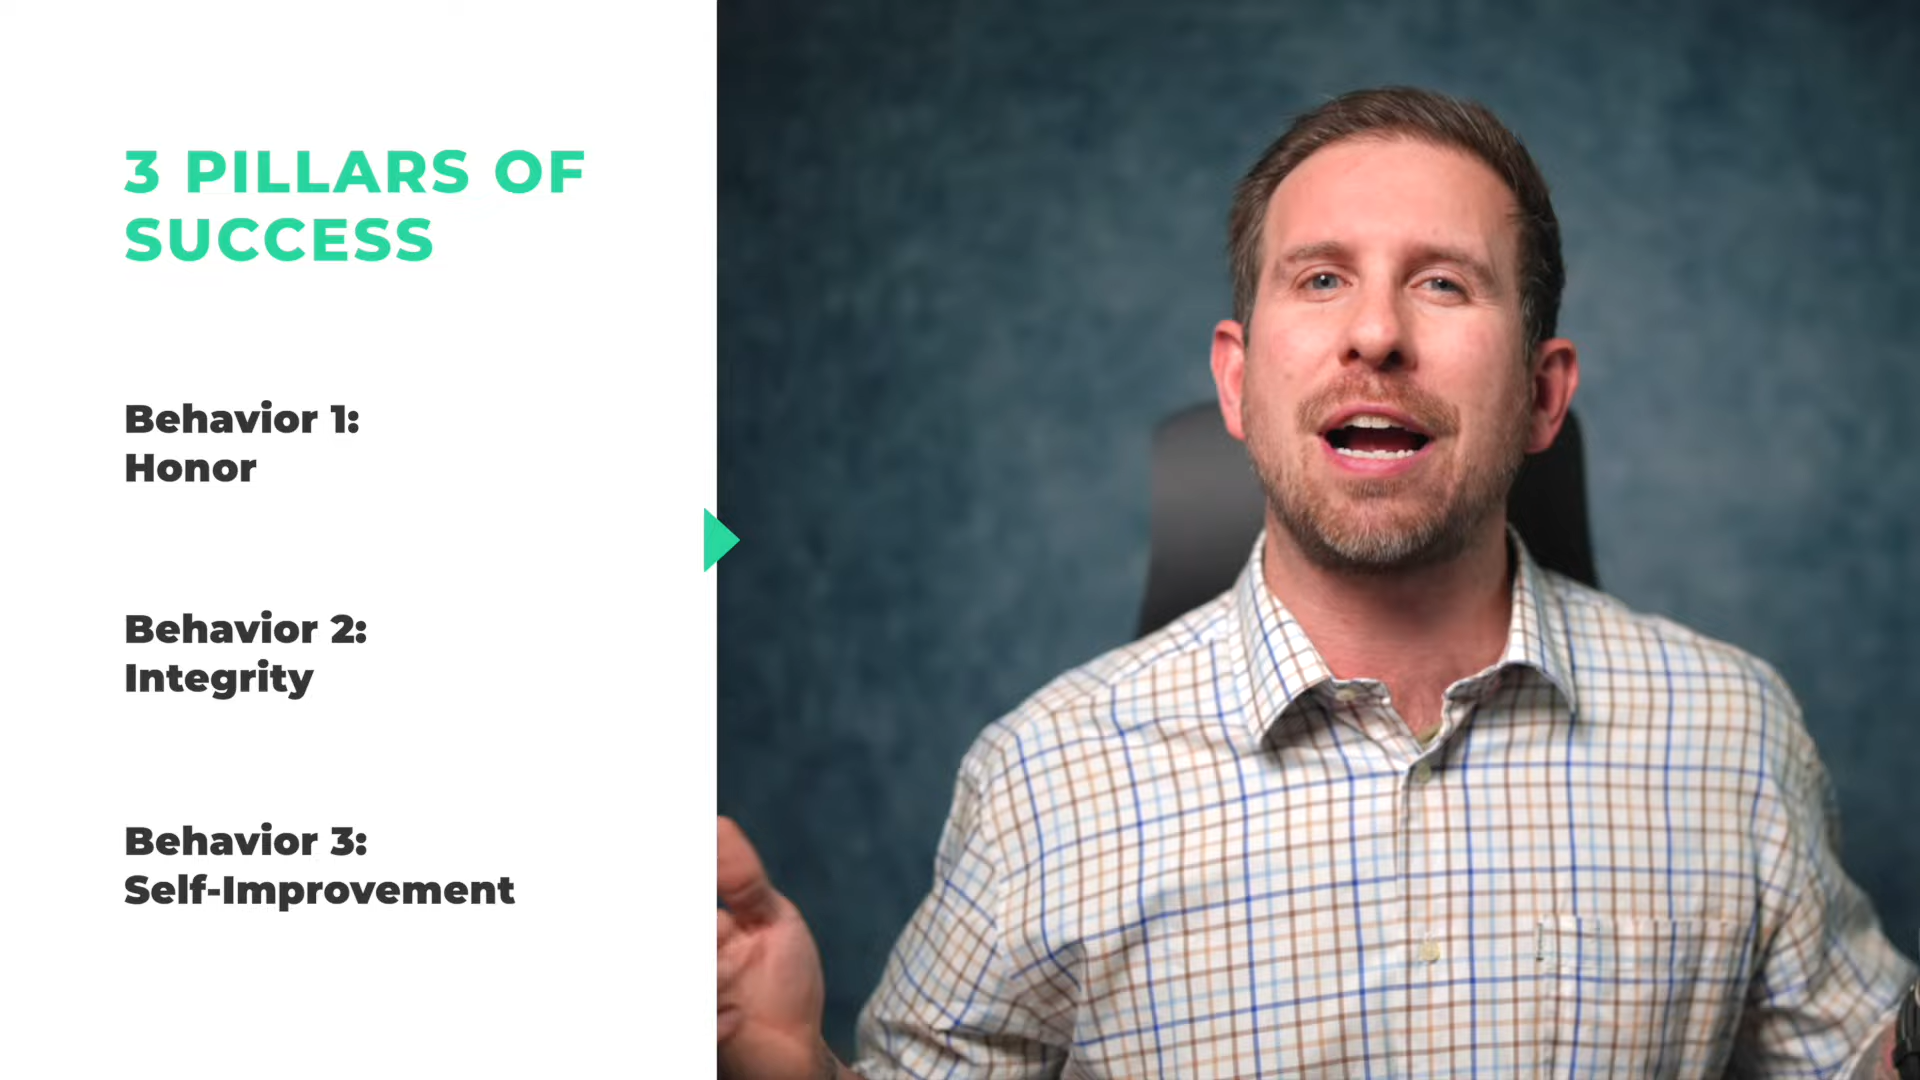 3 PILLARS OF
SUCCESS
Behavior 1:
Honor
Behavior 2:
Integrity
Behavior 3:
Self-Improvement